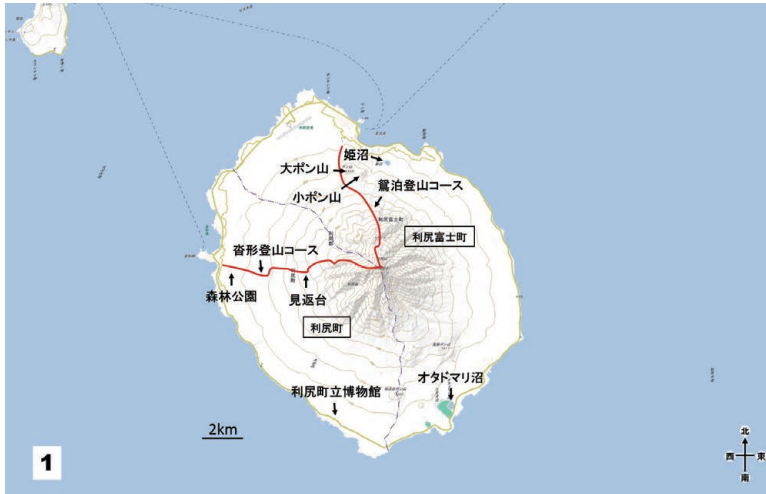 姫沼
大ポン山
小ポン山
鴛泊登山コース
利尻富士町
沓形登山コース
森林公園
見返台
利尻町
オタドマリ沼
利尻町立博物館
2km
1
北
西 東
南